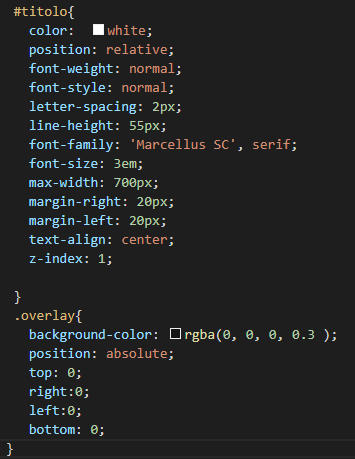 #titolo{
color: white;
position: relative;
font-weight: normal;
font-style: normal;
letter-spacing: 2px;
line-height: 55px;
font-family: 'Marcellus SC', serif;
font-size: 3em;
max-width: 700px;
margin-right: 20px;
margin-left: 20px;
text-align: center;
z-index: 1;
}
.overlay{
background-color: rgba(0, 0, 0, 0.3 );
position: absolute;
top: 0;
right:0;
left:0;
bottom: 0;
}